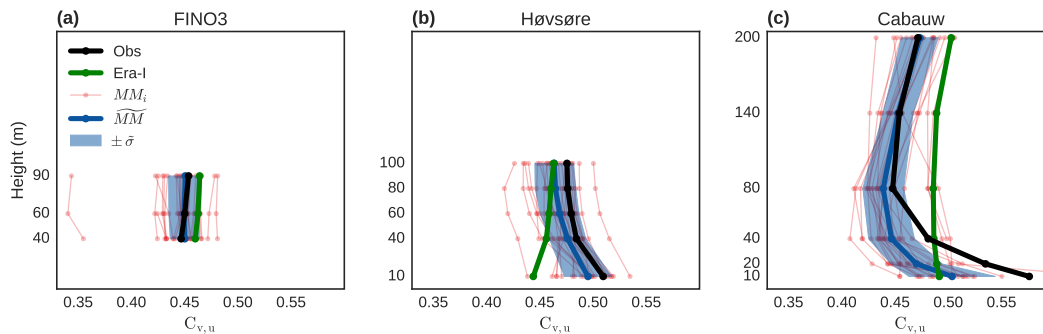 (a) FINO3
Obs
Era-I
MM_i
\widetilde{MM}
± σ̃
Height (m)
90
60
40
0.35 0.40 0.45 0.50 0.55
C_{v,u}
(b) Høvsøre
100
80
60
40
10
0.35 0.40 0.45 0.50 0.55
C_{v,u}
(c) Cabauw
200
140
80
40
20
10
0.35 0.40 0.45 0.50 0.55
C_{v,u}